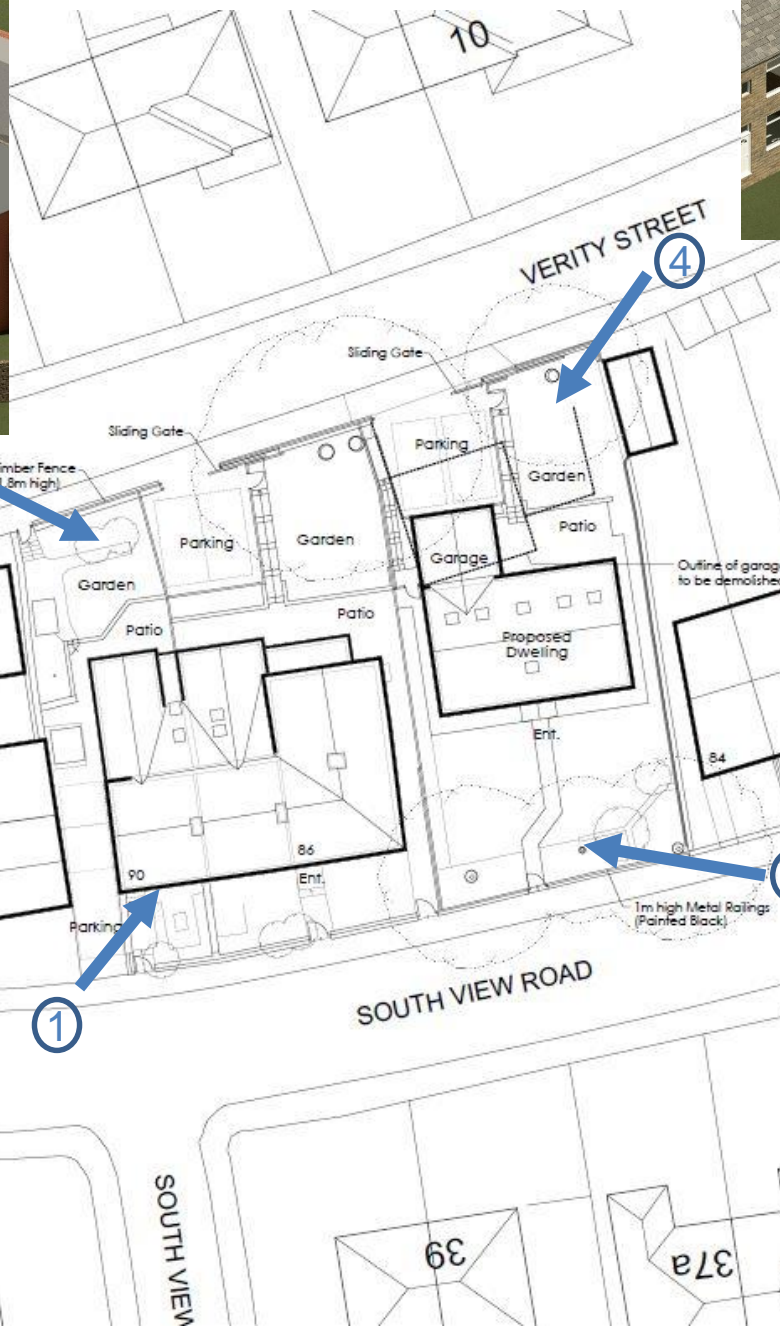 10
VERITY STREET
4
Sliding Gate
Sliding Gate
Parking
imber Fence
1.8m high)
Garden
Parking
Garden
Patio
Garage
Garden
Outline of garag
to be demolishe
Patio
Patio
Proposed
Dwelling
Ent.
84
90
86
Ent.
1m high Metal Railings
(Painted Black)
Parking
1
SOUTH VIEW ROAD
SOUTH VIEW
39
37a